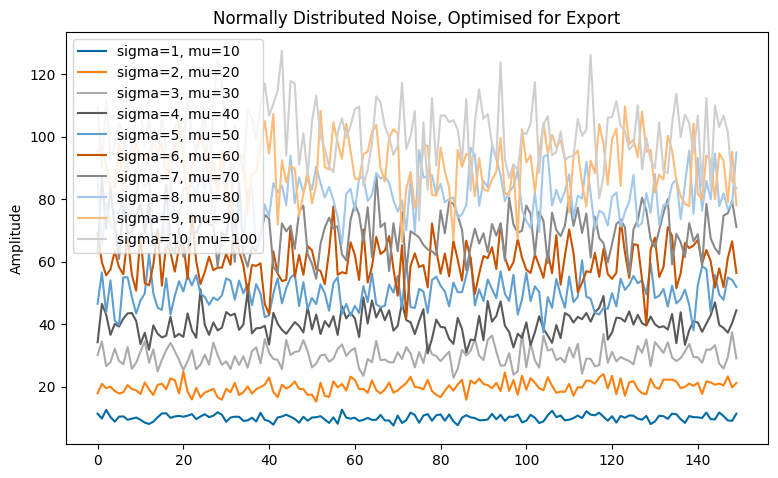 Normally Distributed Noise, Optimised for Export
Amplitude
120
100
80
60
40
20
0
20
40
60
80
100
120
140
sigma=1, mu=10
sigma=2, mu=20
sigma=3, mu=30
sigma=4, mu=40
sigma=5, mu=50
sigma=6, mu=60
sigma=7, mu=70
sigma=8, mu=80
sigma=9, mu=90
sigma=10, mu=100